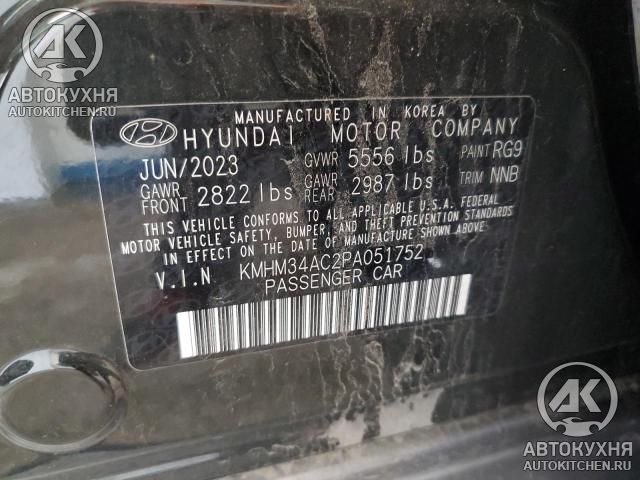 АК
АВТОКУХНЯ
AUTOKITCHEN.RU
MANUFACTURED IN KOREA BY
HYUNDAI MOTOR COMPANY
JUN/2023 GVWR 5556 lbs PAINT RG9
GAWR FRONT 2822 lbs GAWR REAR 2987 lbs TRIM NNB
THIS VEHICLE CONFORMS TO ALL APPLICABLE U.S.A. FEDERAL
MOTOR VEHICLE SAFETY, BUMPER, AND THEFT PREVENTION STANDARDS
IN EFFECT ON THE DATE OF MANUFACTURE SHOWN ABOVE.
V.I.N KMHM34AC2PA051752
PASSENGER CAR
АК
АВТОКУХНЯ
AUTOKITCHEN.RU